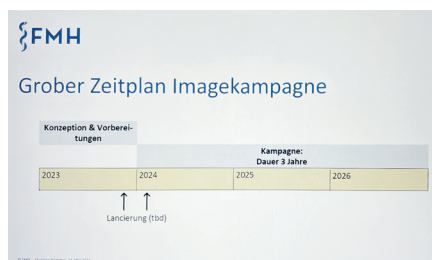 FMH
Grober Zeitplan Imagekampagne
Konzeption & Vorberei-
tungen
Kampagne:
Dauer 3 Jahre
2023 2024 2025 2026
Lancierung (tbd)